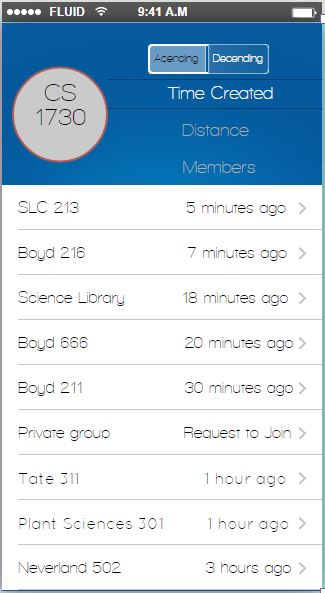 FLUID 9:41 A.M
Acending Decending
CS
1730
Time Created
Distance
Members
SLC 213 5 minutes ago
Boyd 216 7 minutes ago
Science Library 18 minutes ago
Boyd 666 20 minutes ago
Boyd 211 30 minutes ago
Private group Request to Join
Tate 311 1 hour ago
Plant Sciences 301 1 hour ago
Neverland 502 3 hours ago